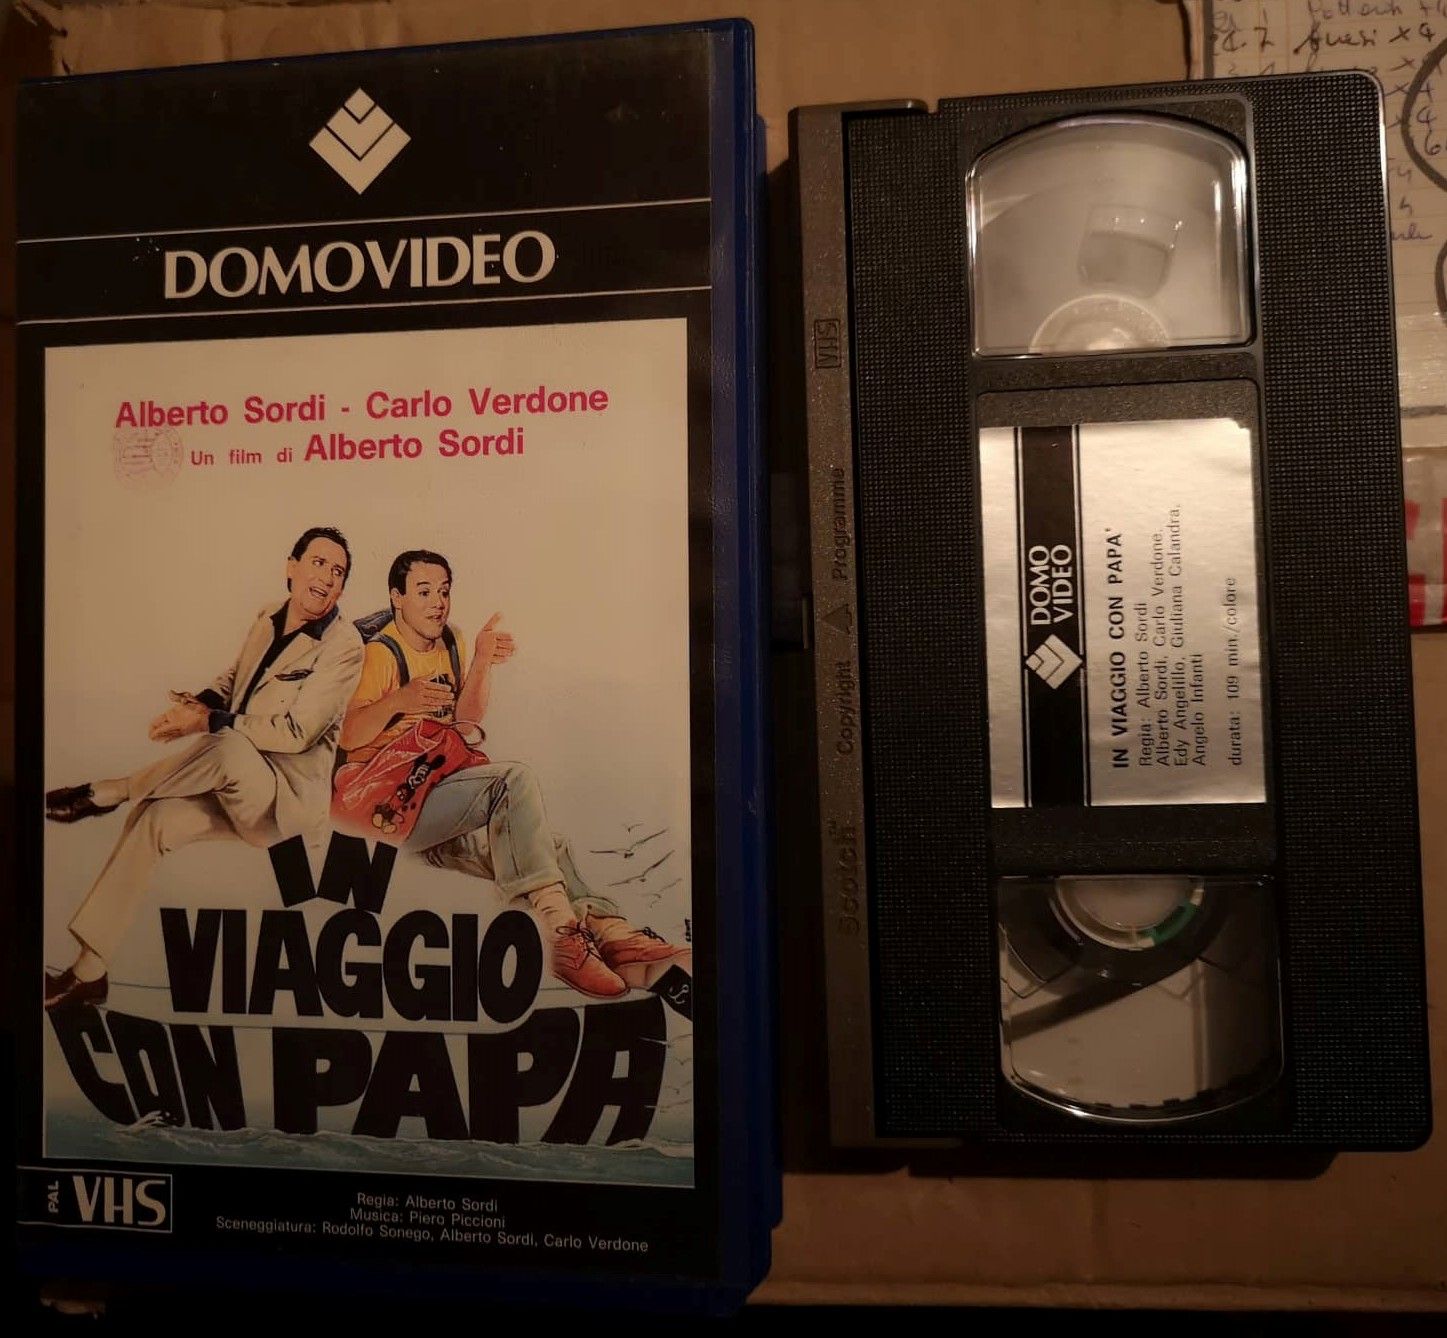 DOMOVIDEO
Alberto Sordi - Carlo Verdone
Un film di Alberto Sordi
IN
VIAGGIO
CON PAPA
PAL VHS
Regia: Alberto Sordi
Musica: Piero Piccioni
Sceneggiatura: Rodolfo Sonego, Alberto Sordi, Carlo Verdone
VHS
Scotch™ Copyright △ Programme
DOMO
VIDEO
IN VIAGGIO CON PAPA'
Regia: Alberto Sordi
Alberto Sordi, Carlo Verdone,
Edy Angelillo, Giuliana Calandra,
Angelo Infanti
durata: 109 min./colore